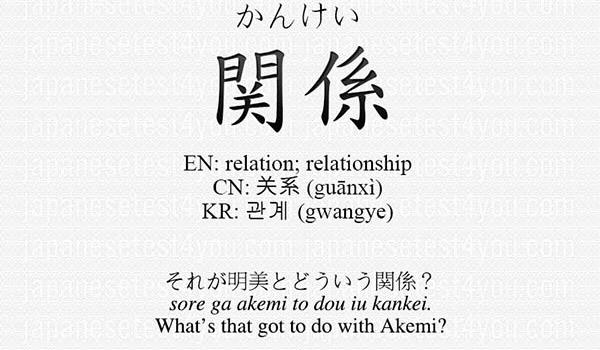 かんけい
関係
EN: relation; relationship
CN: 关系 (guānxì)
KR: 관계 (gwangye)
それが明美とどういう関係？
sore ga akemi to dou iu kankei.
What's that got to do with Akemi?
japanesetest4you.com